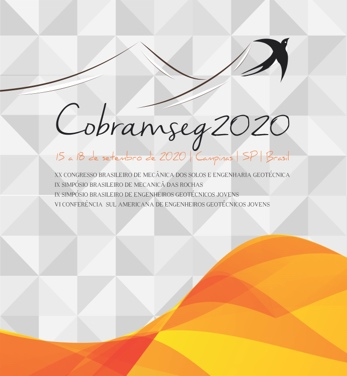 Cobramseg2020
15 a 18 de setembro de 2020 | Campinas | SP | Brasil
XX CONGRESSO BRASILEIRO DE MECÂNICA DOS SOLOS E ENGENHARIA GEOTÉCNICA
IX SIMPÓSIO BRASILEIRO DE MECANICÂ DAS ROCHAS
IX SIMPÓSIO BRASILEIRO DE ENGENHEIROS GEOTÉCNICOS JOVENS
VI CONFERÊNCIA SUL AMERICANA DE ENGENHEIROS GEOTÉCNICOS JOVENS